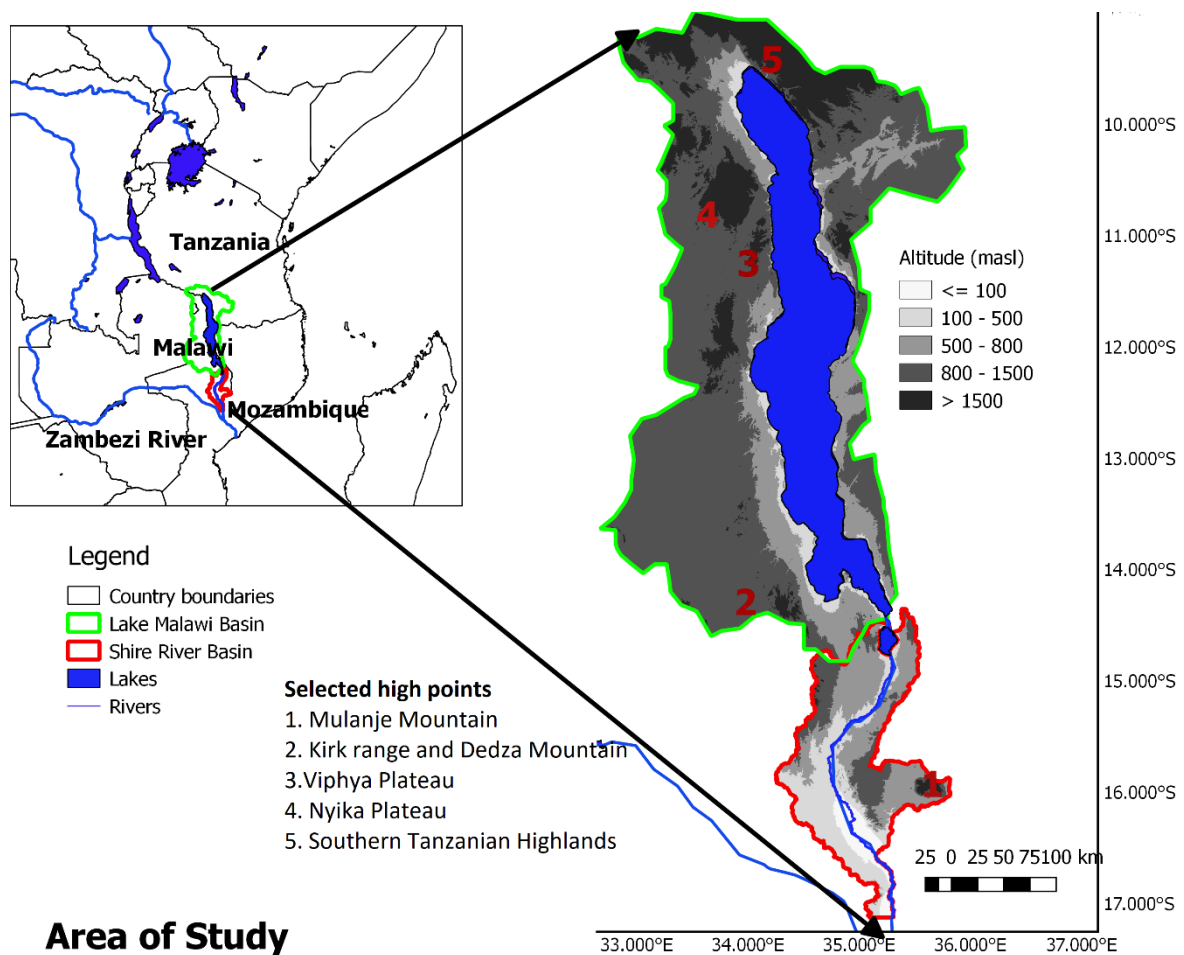 Tanzania
Malawi
Mozambique
Zambezi River
Legend
Country boundaries
Lake Malawi Basin
Shire River Basin
Lakes
Rivers
Selected high points
1. Mulanje Mountain
2. Kirk range and Dedza Mountain
3.Viphya Plateau
4. Nyika Plateau
5. Southern Tanzanian Highlands
Area of Study
5
4
3
2
1
Altitude (masl)
<= 100
100 - 500
500 - 800
800 - 1500
> 1500
10.000°S
11.000°S
12.000°S
13.000°S
14.000°S
15.000°S
16.000°S
17.000°S
25 0 25 50 75 100 km
33.000°E 34.000°E 35.000°E 36.000°E 37.000°E